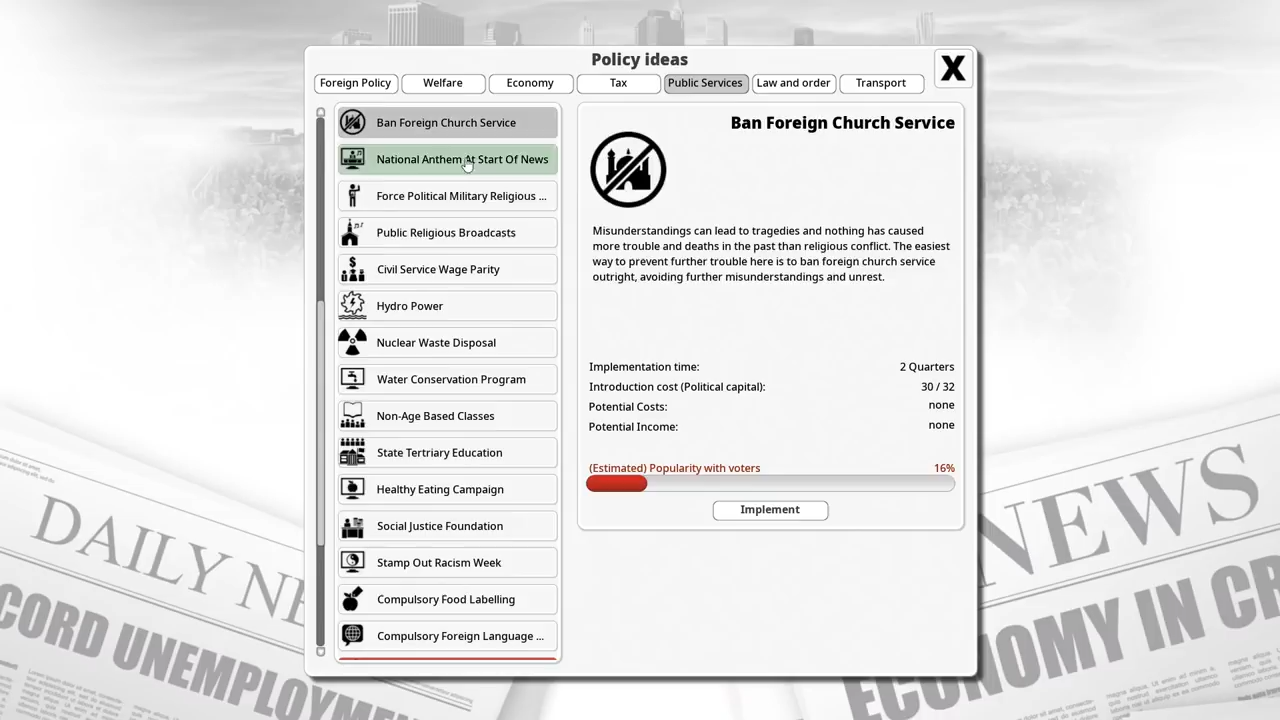 Policy ideas
X
Foreign Policy
Welfare
Economy
Tax
Public Services
Law and order
Transport
Ban Foreign Church Service
National Anthem At Start Of News
Force Political Military Religious ...
Public Religious Broadcasts
Civil Service Wage Parity
Hydro Power
Nuclear Waste Disposal
Water Conservation Program
Non-Age Based Classes
State Tertriary Education
Healthy Eating Campaign
Social Justice Foundation
Stamp Out Racism Week
Compulsory Food Labelling
Compulsory Foreign Language ...
Ban Foreign Church Service
Misunderstandings can lead to tragedies and nothing has caused
more trouble and deaths in the past than religious conflict. The easiest
way to prevent further trouble here is to ban foreign church service
outright, avoiding further misunderstandings and unrest.
Implementation time: 2 Quarters
Introduction cost (Political capital): 30 / 32
Potential Costs: none
Potential Income: none
(Estimated) Popularity with voters 16%
Implement
DAILY NE
CORD UNEMPLOYM
NEWS
ECONOMY IN CR